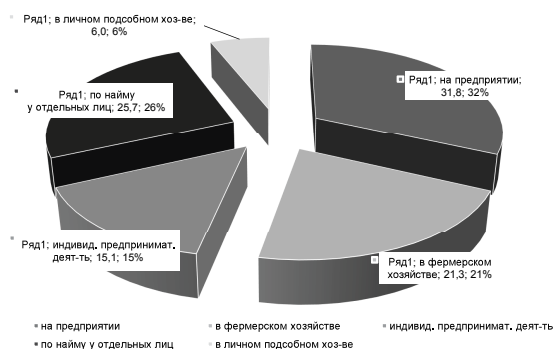 Ряд1; в личном подсобном хоз-ве;
6,0; 6%
Ряд1; по найму
у отдельных лиц; 25,7; 26%
Ряд1; на предприятии;
31,8; 32%
Ряд1; индивид. предпринимат.
деят-ть; 15,1; 15%
Ряд1; в фермерском
хозяйстве; 21,3; 21%
на предприятии
в фермерском хозяйстве
индивид. предпринимат. деят-ть
по найму у отдельных лиц
в личном подсобном хоз-ве